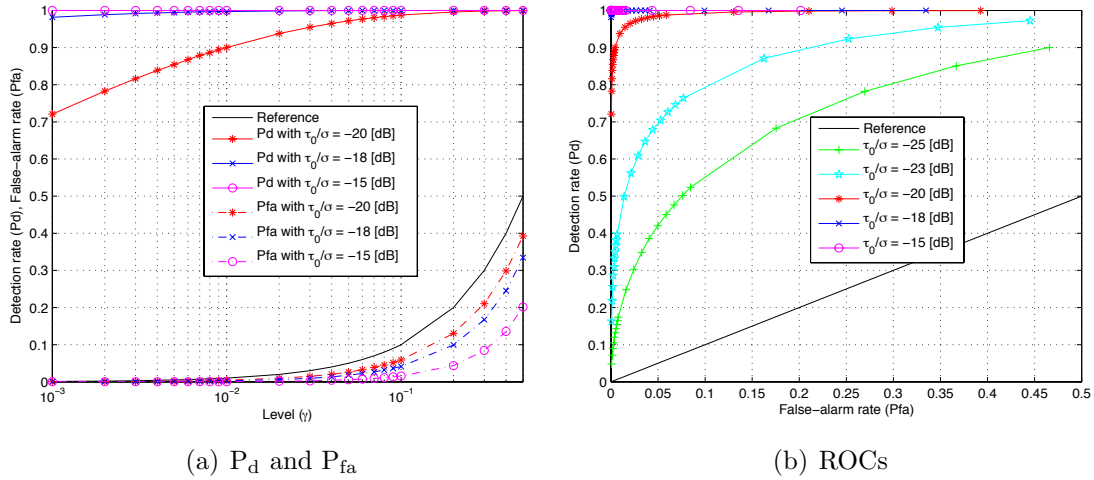 Detection rate (Pd), False−alarm rate (Pfa)
1
0.9
0.8
0.7
0.6
0.5
0.4
0.3
0.2
0.1
0
10−3
10−2
10−1
Level (γ)
Reference
Pd with τ0/σ = −20 [dB]
Pd with τ0/σ = −18 [dB]
Pd with τ0/σ = −15 [dB]
Pfa with τ0/σ = −20 [dB]
Pfa with τ0/σ = −18 [dB]
Pfa with τ0/σ = −15 [dB]
(a) Pd and Pfa
Detection rate (Pd)
1
0.9
0.8
0.7
0.6
0.5
0.4
0.3
0.2
0.1
0
0 0.05 0.1 0.15 0.2 0.25 0.3 0.35 0.4 0.45 0.5
False−alarm rate (Pfa)
Reference
τ0/σ = −25 [dB]
τ0/σ = −23 [dB]
τ0/σ = −20 [dB]
τ0/σ = −18 [dB]
τ0/σ = −15 [dB]
(b) ROCs